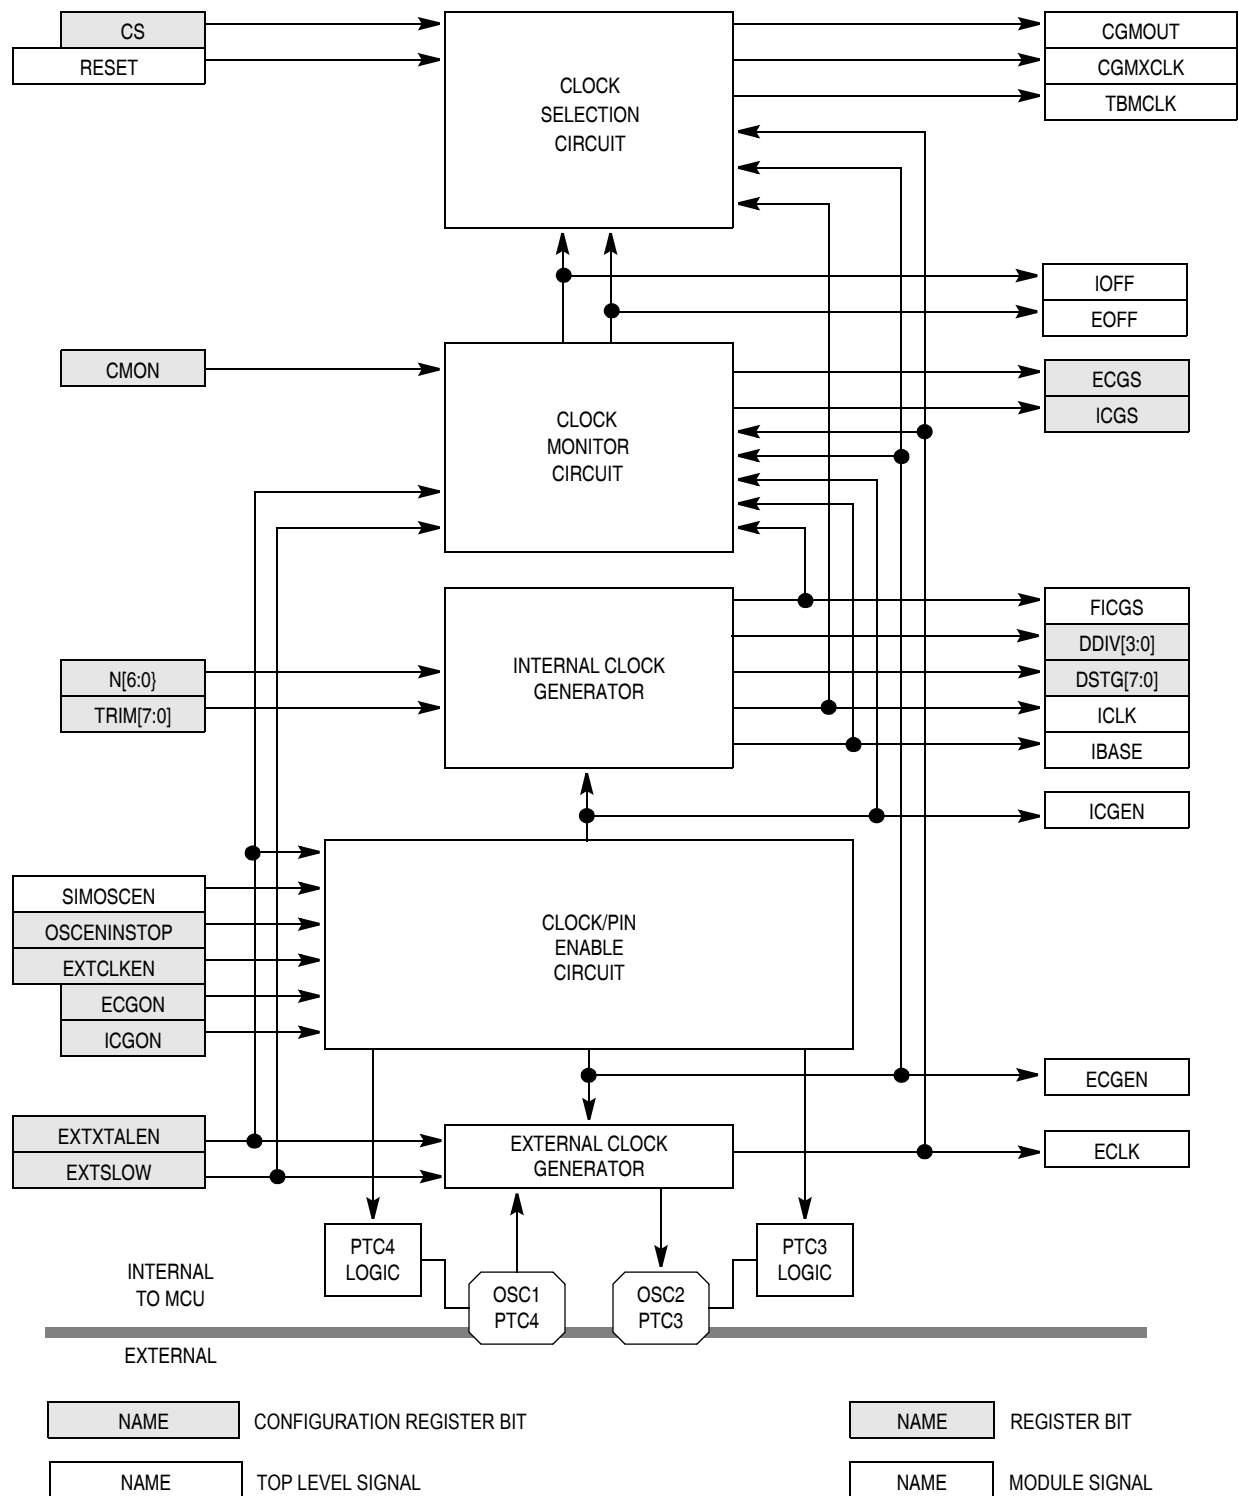 CS
RESET
CLOCK
SELECTION
CIRCUIT
CGMOUT
CGMXCLK
TBMCLK
IOFF
EOFF
CMON
CLOCK
MONITOR
CIRCUIT
ECGS
ICGS
N[6:0}
TRIM[7:0]
INTERNAL CLOCK
GENERATOR
FICGS
DDIV[3:0]
DSTG[7:0]
ICLK
IBASE
ICGEN
SIMOSCEN
OSCENINSTOP
EXTCLKEN
ECGON
ICGON
CLOCK/PIN
ENABLE
CIRCUIT
ECGEN
EXTXTALEN
EXTSLOW
EXTERNAL CLOCK
GENERATOR
ECLK
PTC4
LOGIC
OSC1
PTC4
OSC2
PTC3
PTC3
LOGIC
INTERNAL
TO MCU
EXTERNAL
NAME CONFIGURATION REGISTER BIT
NAME REGISTER BIT
NAME TOP LEVEL SIGNAL
NAME MODULE SIGNAL